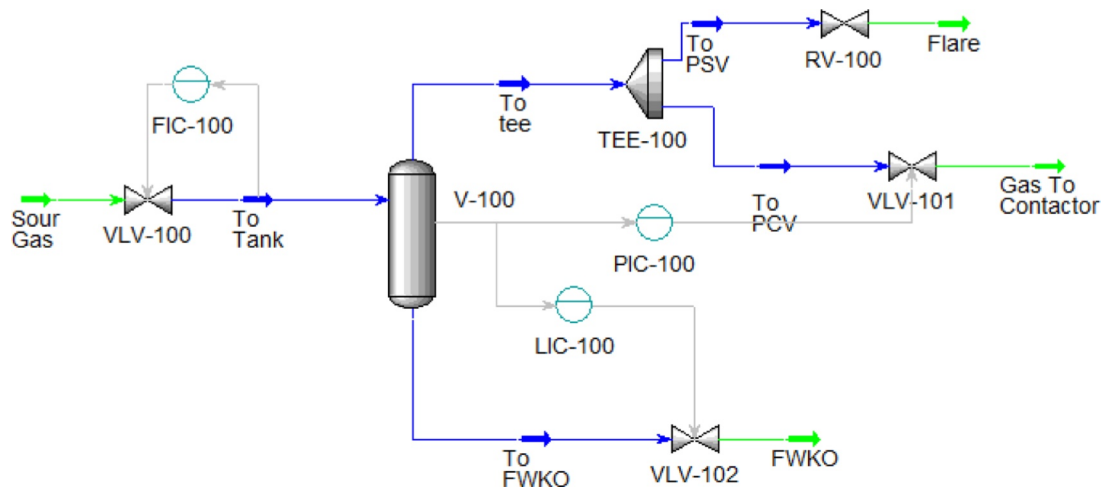 To
PSV
RV-100
Flare
FIC-100
To
tee
TEE-100
Sour
Gas
VLV-100
To
Tank
V-100
To
PCV
VLV-101
Gas To
Contactor
PIC-100
LIC-100
To
FWKO
VLV-102
FWKO